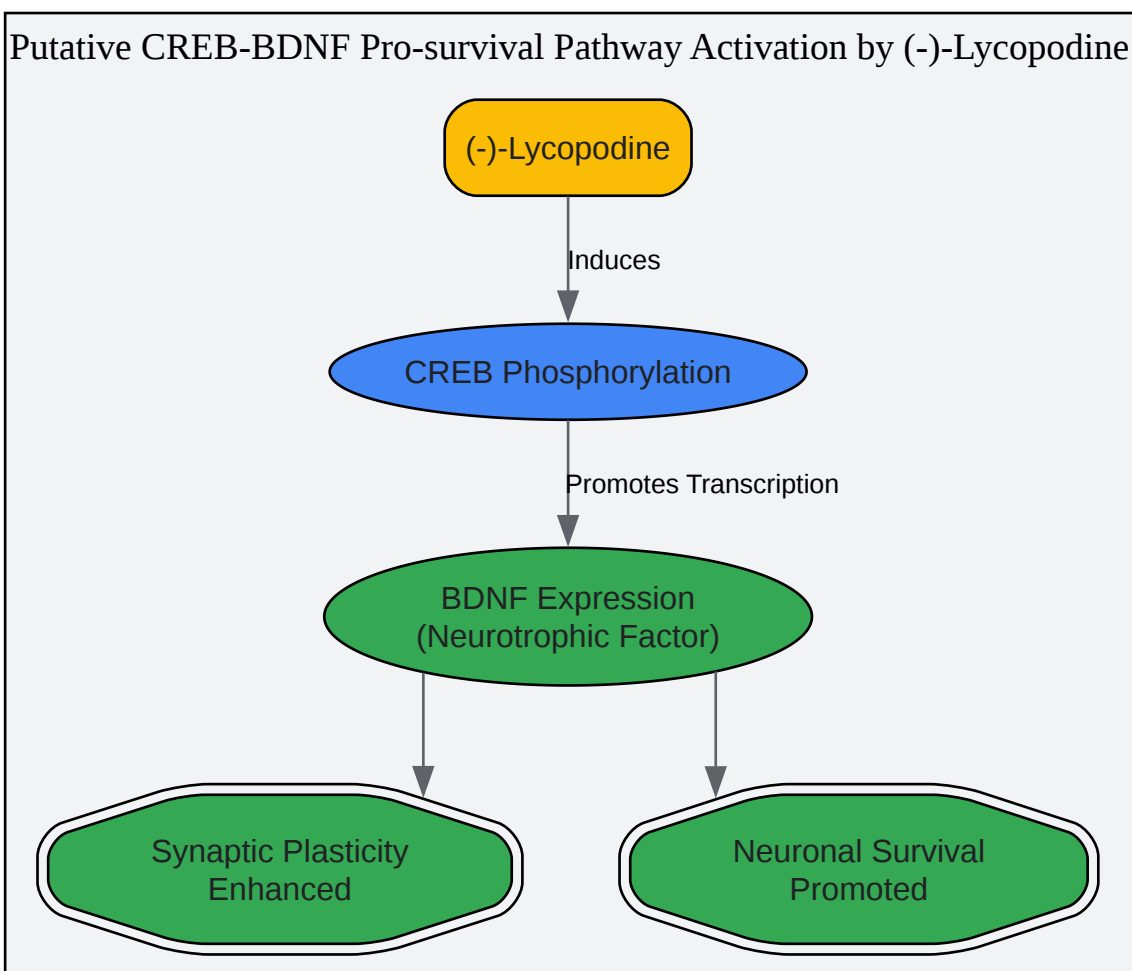 Putative CREB-BDNF Pro-survival Pathway Activation by (-)-Lycopodine
(-)-Lycopodine
Induces
CREB Phosphorylation
Promotes Transcription
BDNF Expression
(Neurotrophic Factor)
Synaptic Plasticity
Enhanced
Neuronal Survival
Promoted